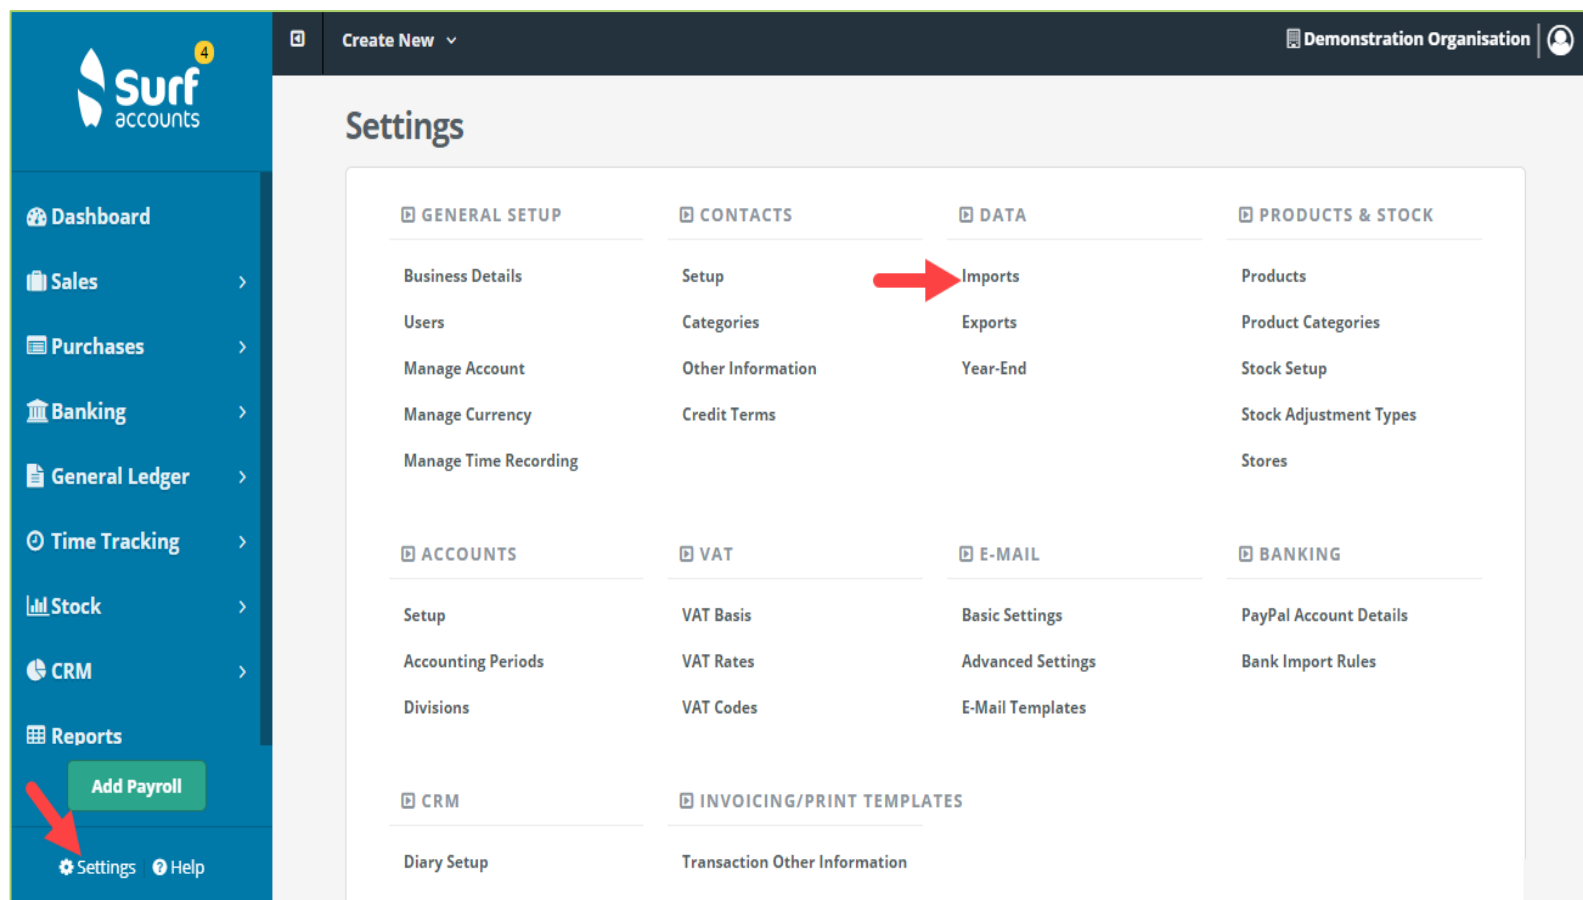 4
Surf
accounts
Dashboard
Sales
Purchases
Banking
General Ledger
Time Tracking
Stock
CRM
Reports
Add Payroll
Settings
Help
Create New
Demonstration Organisation
Settings
GENERAL SETUP
Business Details
Users
Manage Account
Manage Currency
Manage Time Recording
CONTACTS
Setup
Categories
Other Information
Credit Terms
DATA
Imports
Exports
Year-End
PRODUCTS & STOCK
Products
Product Categories
Stock Setup
Stock Adjustment Types
Stores
ACCOUNTS
Setup
Accounting Periods
Divisions
VAT
VAT Basis
VAT Rates
VAT Codes
E-MAIL
Basic Settings
Advanced Settings
E-Mail Templates
BANKING
PayPal Account Details
Bank Import Rules
CRM
Diary Setup
INVOICING/PRINT TEMPLATES
Transaction Other Information